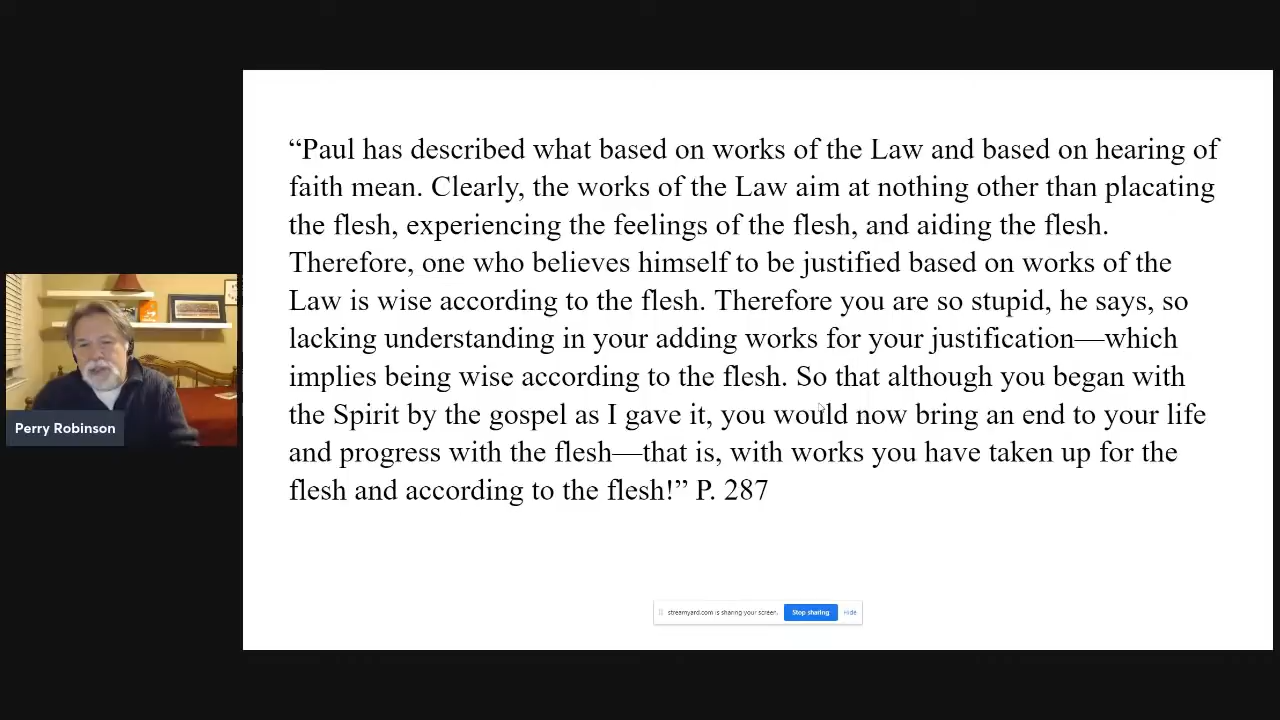 “Paul has described what based on works of the Law and based on hearing of
faith mean. Clearly, the works of the Law aim at nothing other than placating
the flesh, experiencing the feelings of the flesh, and aiding the flesh.
Therefore, one who believes himself to be justified based on works of the
Law is wise according to the flesh. Therefore you are so stupid, he says, so
lacking understanding in your adding works for your justification—which
implies being wise according to the flesh. So that although you began with
the Spirit by the gospel as I gave it, you would now bring an end to your life
and progress with the flesh—that is, with works you have taken up for the
flesh and according to the flesh!” P. 287
Perry Robinson
streamyard.com is sharing your screen.
Stop sharing
Hide